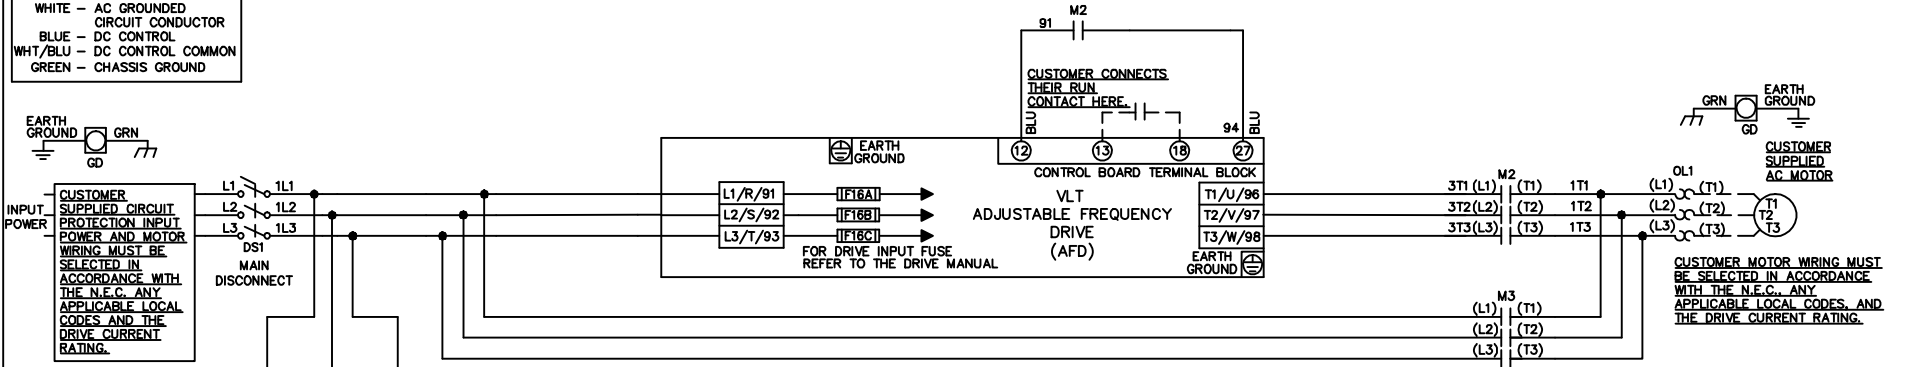 WHITE – AC GROUNDED
CIRCUIT CONDUCTOR
BLUE – DC CONTROL
WHT/BLU – DC CONTROL COMMON
GREEN – CHASSIS GROUND
EARTH
GROUND
GRN
GD
INPUT
POWER
CUSTOMER
SUPPLIED CIRCUIT
PROTECTION INPUT
POWER AND MOTOR
WIRING MUST BE
SELECTED IN
ACCORDANCE WITH
THE N.E.C. ANY
APPLICABLE LOCAL
CODES AND THE
DRIVE CURRENT
RATING.
L1 1L1
L2 1L2
L3 1L3
DS1
MAIN
DISCONNECT
M2
91
CUSTOMER CONNECTS
THEIR RUN
CONTACT HERE.
BLU
94 BLU
12 13 18 27
CONTROL BOARD TERMINAL BLOCK
EARTH
GROUND
L1/R/91 F16A
L2/S/92 F16B
L3/T/93 F16C
FOR DRIVE INPUT FUSE
REFER TO THE DRIVE MANUAL
VLT
ADJUSTABLE FREQUENCY
DRIVE
(AFD)
T1/U/96
T2/V/97
T3/W/98
EARTH
GROUND
M2
3T1 (L1) (T1) 1T1
3T2(L2) (T2) 1T2
3T3(L3) (T3) 1T3
M3
(L1) (T1)
(L2) (T2)
(L3) (T3)
GRN
GD
EARTH
GROUND
CUSTOMER
SUPPLIED
AC MOTOR
OL1
(L1) (T1)
(L2) (T2)
(L3) (T3)
T1
T2
T3
CUSTOMER MOTOR WIRING MUST
BE SELECTED IN ACCORDANCE
WITH THE N.E.C., ANY
APPLICABLE LOCAL CODES, AND
THE DRIVE CURRENT RATING.